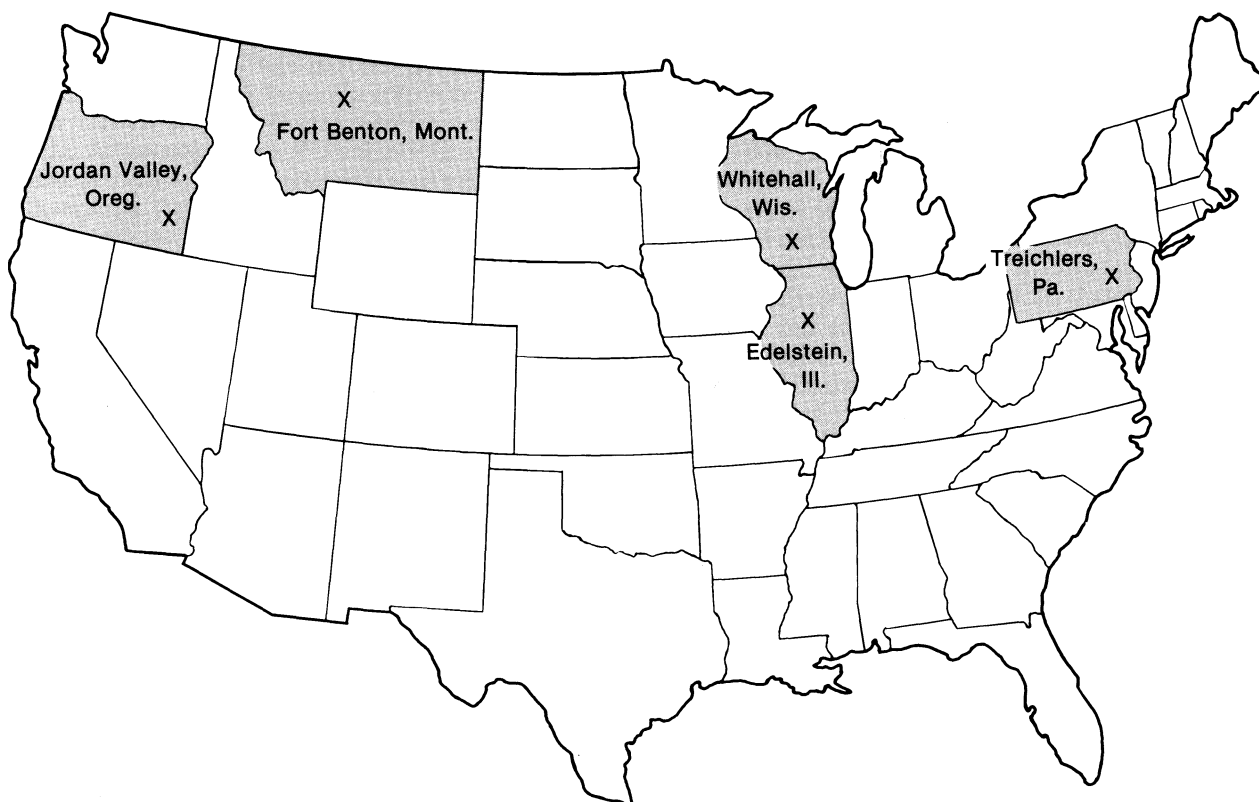 X
Fort Benton, Mont.
Jordan Valley,
Oreg.
X
Whitehall,
Wis.
X
Treichlers,
Pa.
X
X
Edelstein,
Ill.